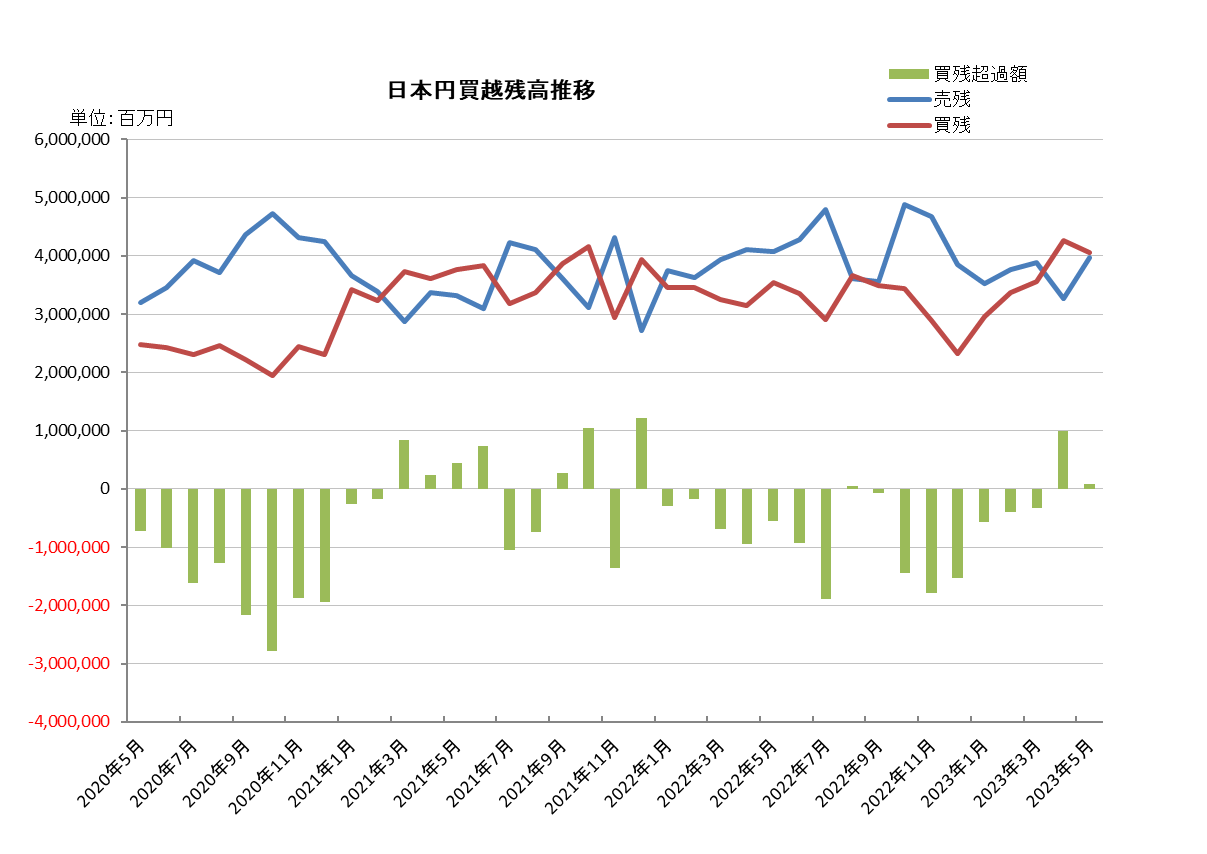 日本円買越残高推移
買残超過額
売残
買残
単位: 百万円
6,000,000
5,000,000
4,000,000
3,000,000
2,000,000
1,000,000
0
-1,000,000
-2,000,000
-3,000,000
-4,000,000
2020年5月
2020年7月
2020年9月
2020年11月
2021年1月
2021年3月
2021年5月
2021年7月
2021年9月
2021年11月
2022年1月
2022年3月
2022年5月
2022年7月
2022年9月
2022年11月
2023年1月
2023年3月
2023年5月